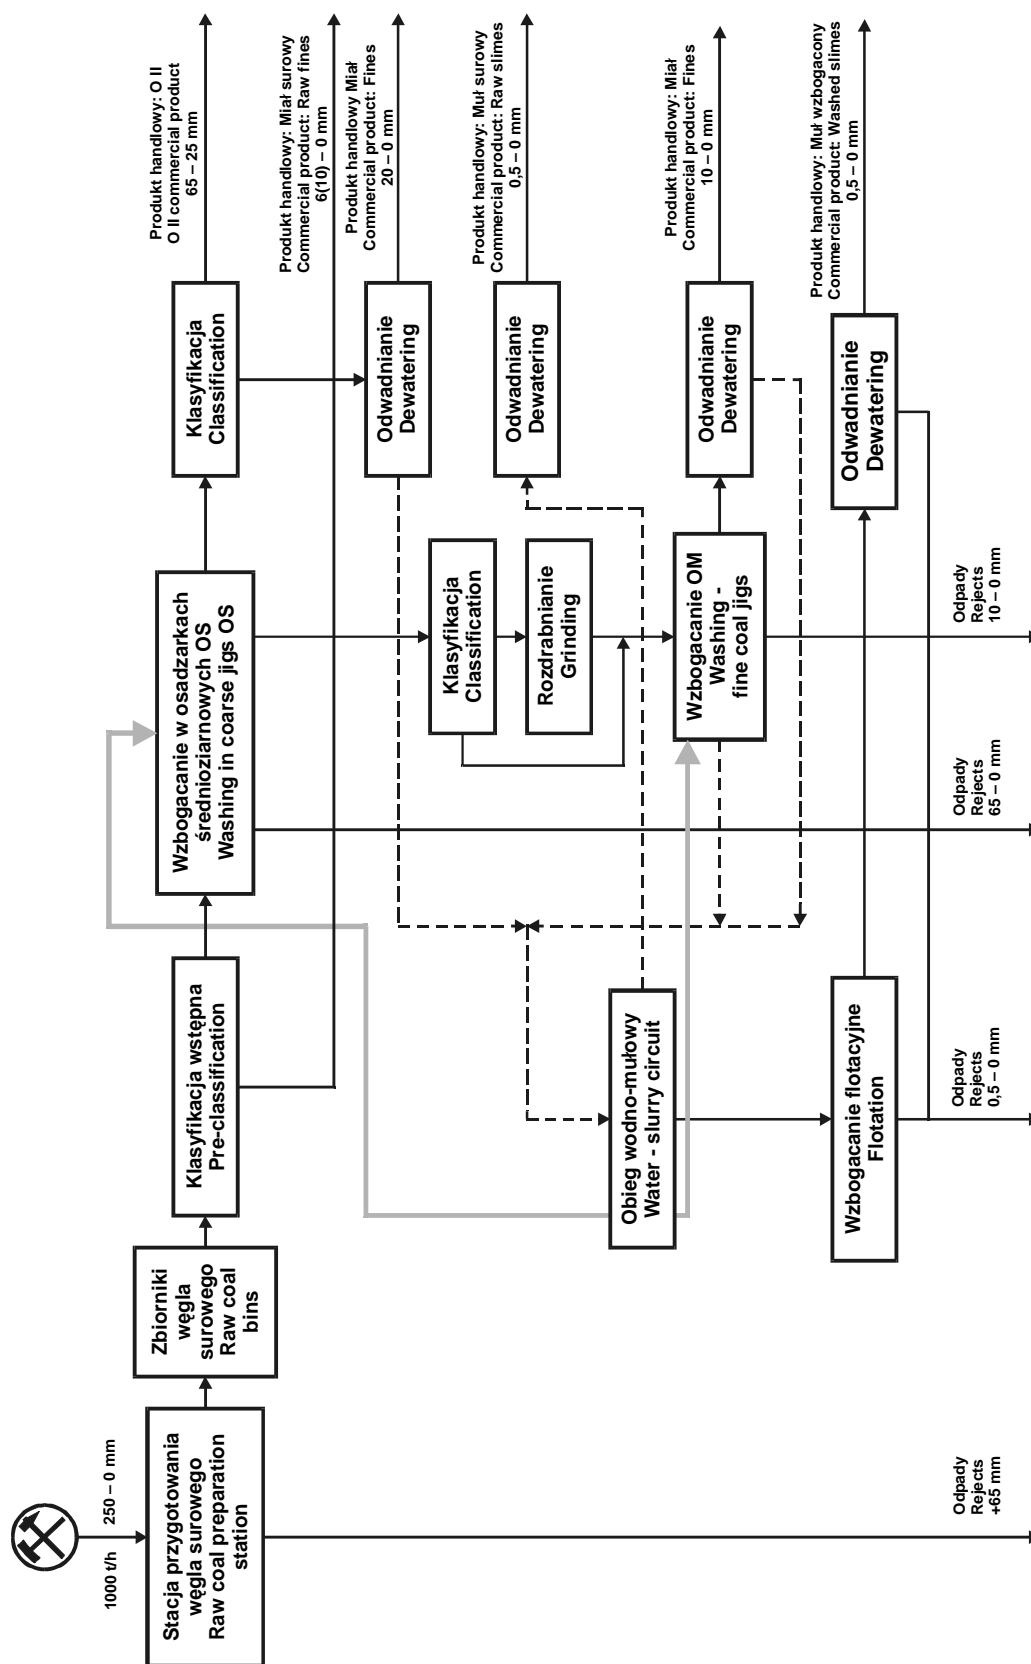 1000 t/h
250 – 0 mm
Stacja przygotowania
węgla surowego
Raw coal preparation
station
Zbiorniki
węgla
surowego
Raw coal
bins
Klasyfikacja wstępna
Pre-classification
Wzbogacanie w osadzarkach
średnioziarnowych OS
Washing in coarse jigs OS
Klasyfikacja
Classification
Produkt handlowy: O II
O II commercial product
65 – 25 mm
Produkt handlowy: Miał surowy
Commercial product: Raw fines
6(10) – 0 mm
Odwadnianie
Dewatering
Produkt handlowy Miał
Commercial product: Fines
20 – 0 mm
Klasyfikacja
Classification
Rozdrabnianie
Grinding
Odwadnianie
Dewatering
Produkt handlowy: Muł surowy
Commercial product: Raw slimes
0,5 – 0 mm
Obieg wodno-mułowy
Water - slurry circuit
Wzbogacanie OM
Washing -
fine coal jigs
Odwadnianie
Dewatering
Produkt handlowy: Miał
Commercial product: Fines
10 – 0 mm
Wzbogacanie flotacyjne
Flotation
Odwadnianie
Dewatering
Produkt handlowy: Muł wzbogacony
Commercial product: Washed slimes
0,5 – 0 mm
Odpady
Rejects
+65 mm
Odpady
Rejects
0,5 – 0 mm
Odpady
Rejects
65 – 0 mm
Odpady
Rejects
10 – 0 mm